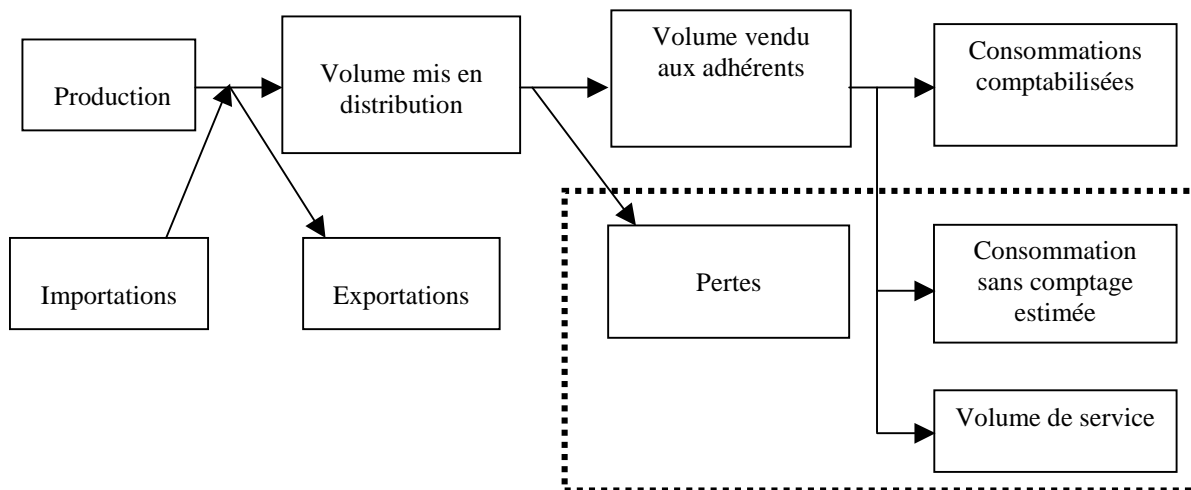 Production
Volume mis en
distribution
Volume vendu
aux adhérents
Consommations
comptabilisées
Importations
Exportations
Pertes
Consommation
sans comptage
estimée
Volume de service